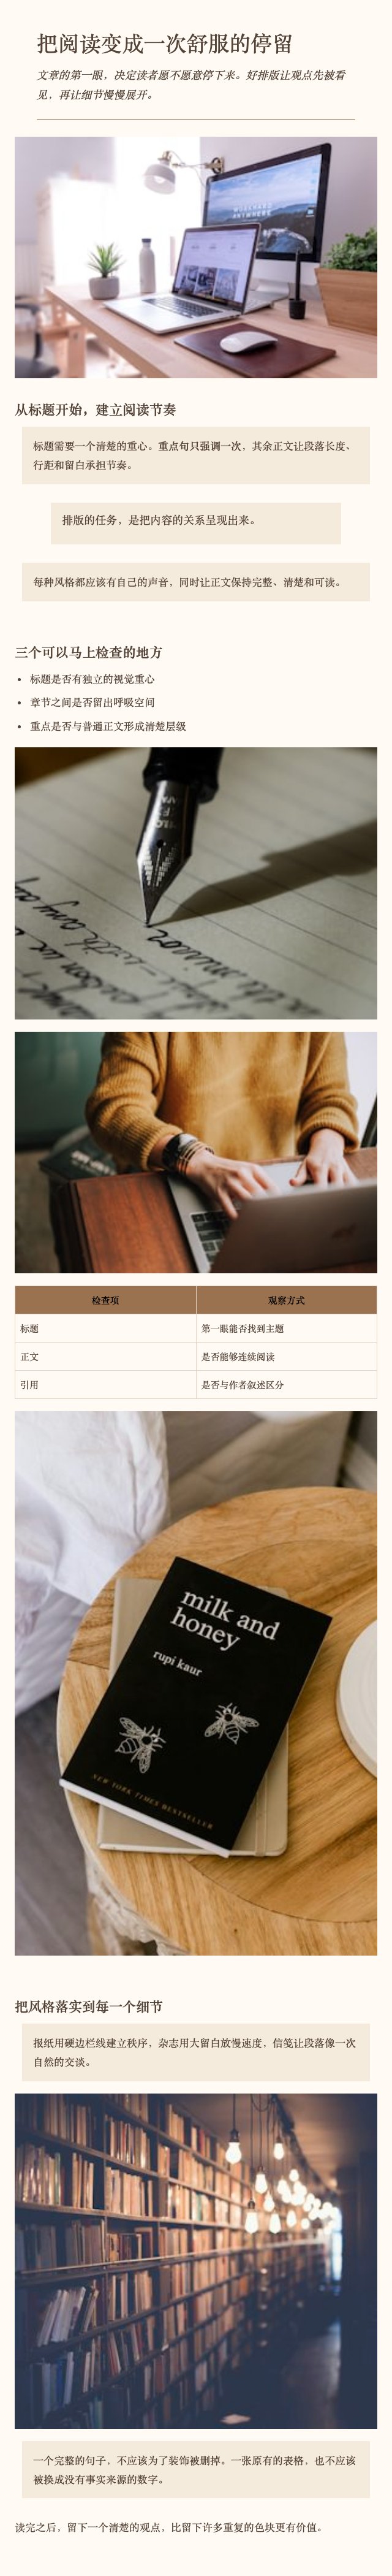 把阅读变成一次舒服的停留
文章的第一眼，决定读者愿不愿意停下来。好排版让观点先被看
见，再让细节慢慢展开。
从标题开始，建立阅读节奏
标题需要一个清楚的重心。重点句只强调一次，其余正文让段落长度、
行距和留白承担节奏。
排版的任务，是把内容的关系呈现出来。
每种风格都应该有自己的声音，同时让正文保持完整、清楚和可读。
三个可以马上检查的地方
• 标题是否有独立的视觉重心
• 章节之间是否留出呼吸空间
• 重点是否与普通正文形成清楚层级
检查项 观察方式
标题 第一眼能否找到主题
正文 是否能够连续阅读
引用 是否与作者叙述区分
milk and
honey
rupi kaur
NEW YORK TIMES BESTSELLER
把风格落实到每一个细节
报纸用硬边栏线建立秩序，杂志用大留白放慢速度，信笺让段落像一次
自然的交谈。
一个完整的句子，不应该为了装饰被删掉。一张原有的表格，也不应该
被换成没有事实来源的数字。
读完之后，留下一个清楚的观点，比留下许多重复的色块更有价值。